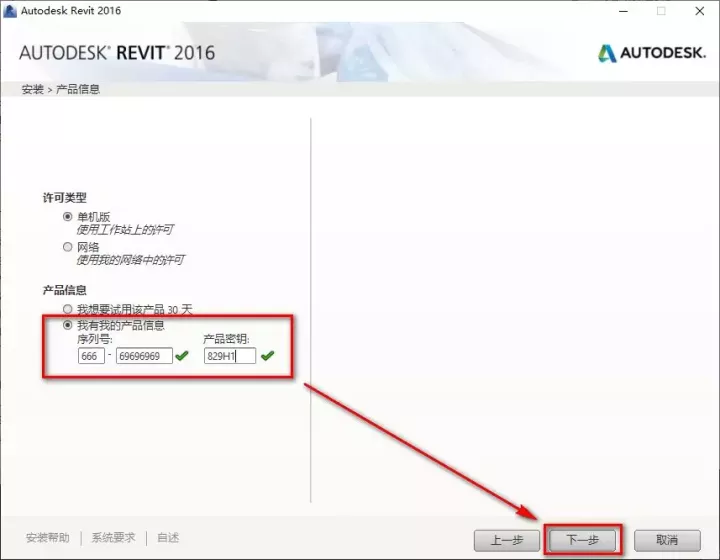 Autodesk Revit 2016
AUTODESK® REVIT® 2016
AUTODESK.
安装 > 产品信息
许可类型
单机版
使用工作站上的许可
网络
使用我的网络中的许可
产品信息
我想要试用该产品 30 天
我有我的产品信息
序列号: 产品密钥:
666 - 69696969 829H1
安装帮助 | 系统要求 | 自述
上一步 下一步 取消